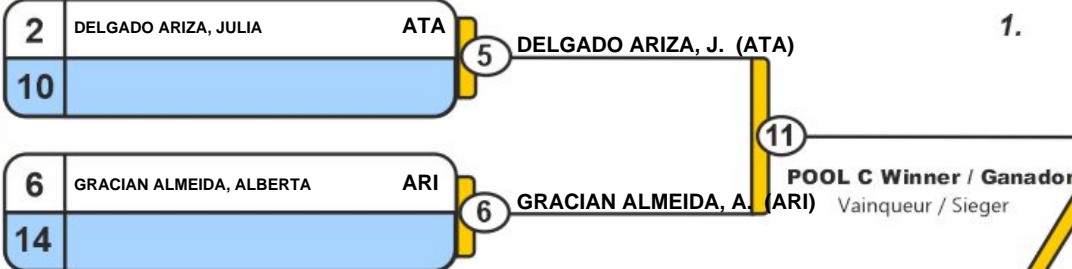 2 DELGADO ARIZA, JULIA ATA
10
5 DELGADO ARIZA, J. (ATA)
1.
11
POOL C Winner / Ganador
Vainqueur / Sieger
6 GRACIAN ALMEIDA, ALBERTA ARI
14
6 GRACIAN ALMEIDA, A. (ARI)